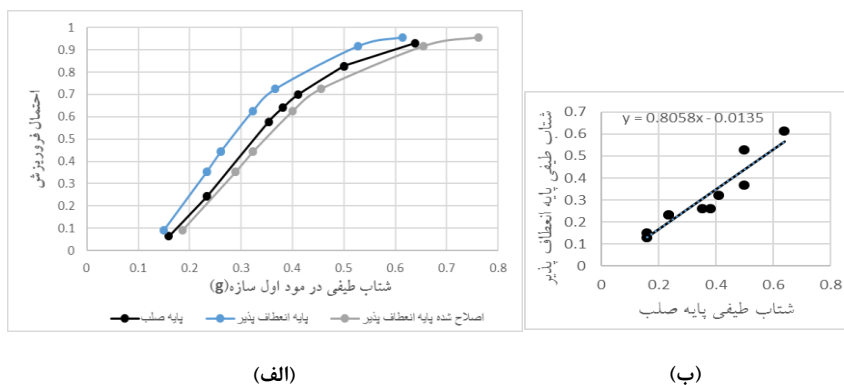 احتمال فروریزش
1
0.9
0.8
0.7
0.6
0.5
0.4
0.3
0.2
0.1
0
0 0.1 0.2 0.3 0.4 0.5 0.6 0.7 0.8
شتاب طیفی در مود اول سازه(g)
پایه صلب
پایه انعطاف پذیر
اصلاح شده پایه انعطاف پذیر
(الف)
شتاب طیفی پایه انعطاف پذیر
y = 0.8058x - 0.0135
0.7
0.6
0.5
0.4
0.3
0.2
0.1
0
0 0.2 0.4 0.6 0.8
شتاب طیفی پایه صلب
(ب)